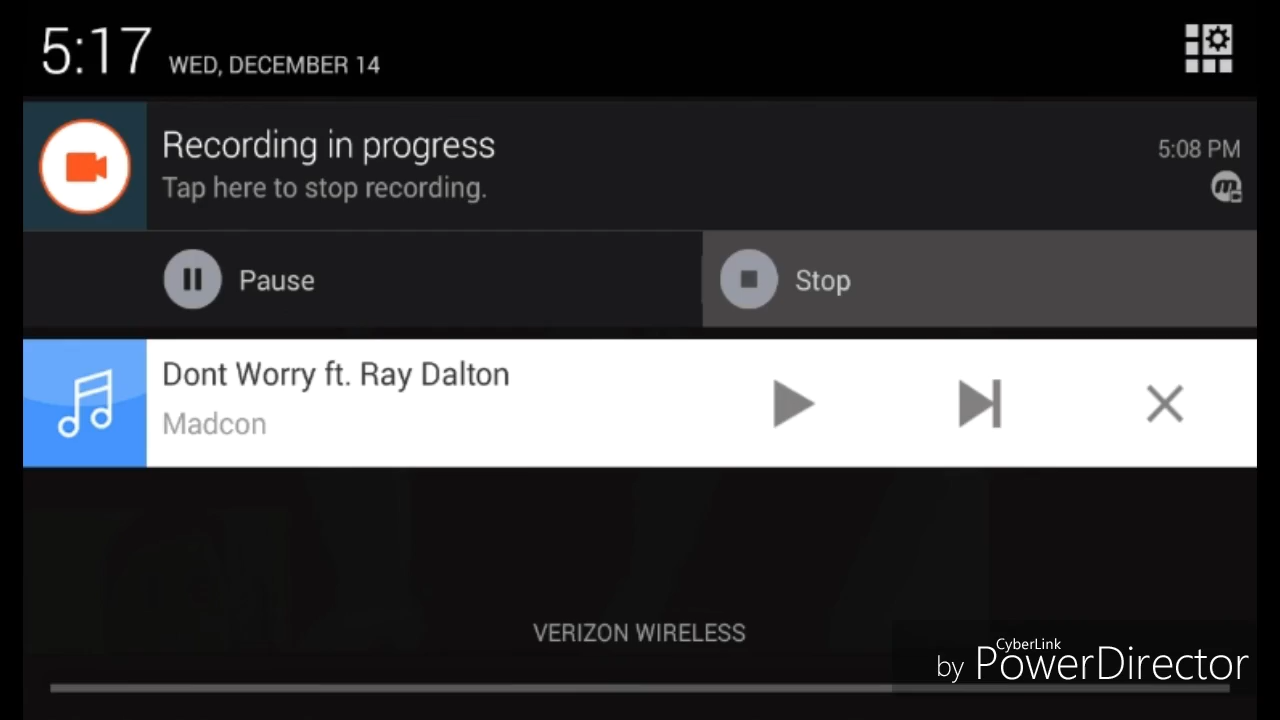 5:17 WED, DECEMBER 14
Recording in progress
5:08 PM
Tap here to stop recording.
m
Pause
Stop
Dont Worry ft. Ray Dalton
Madcon
VERIZON WIRELESS
CyberLink
by PowerDirector